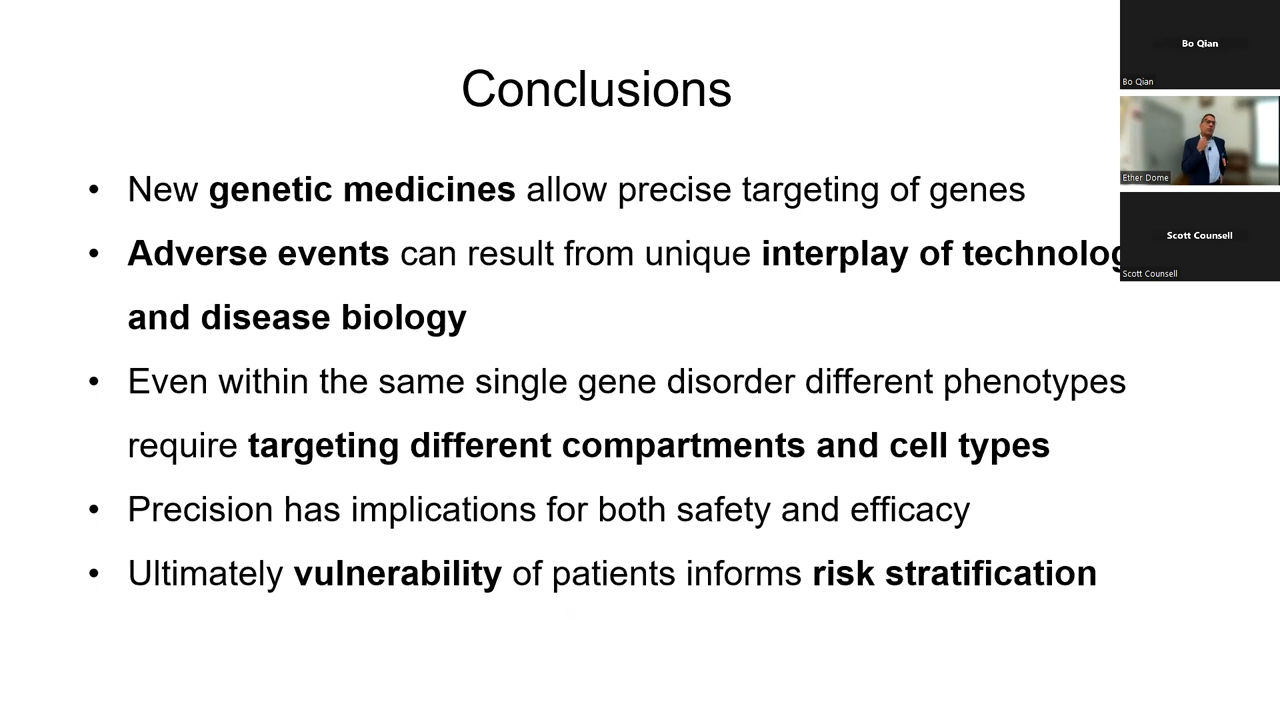 Conclusions
• New genetic medicines allow precise targeting of genes
• Adverse events can result from unique interplay of technolog
and disease biology
• Even within the same single gene disorder different phenotypes
require targeting different compartments and cell types
• Precision has implications for both safety and efficacy
• Ultimately vulnerability of patients informs risk stratification
Bo Qian
Bo Qian
Ether Dome
Scott Counsell
Scott Counsell